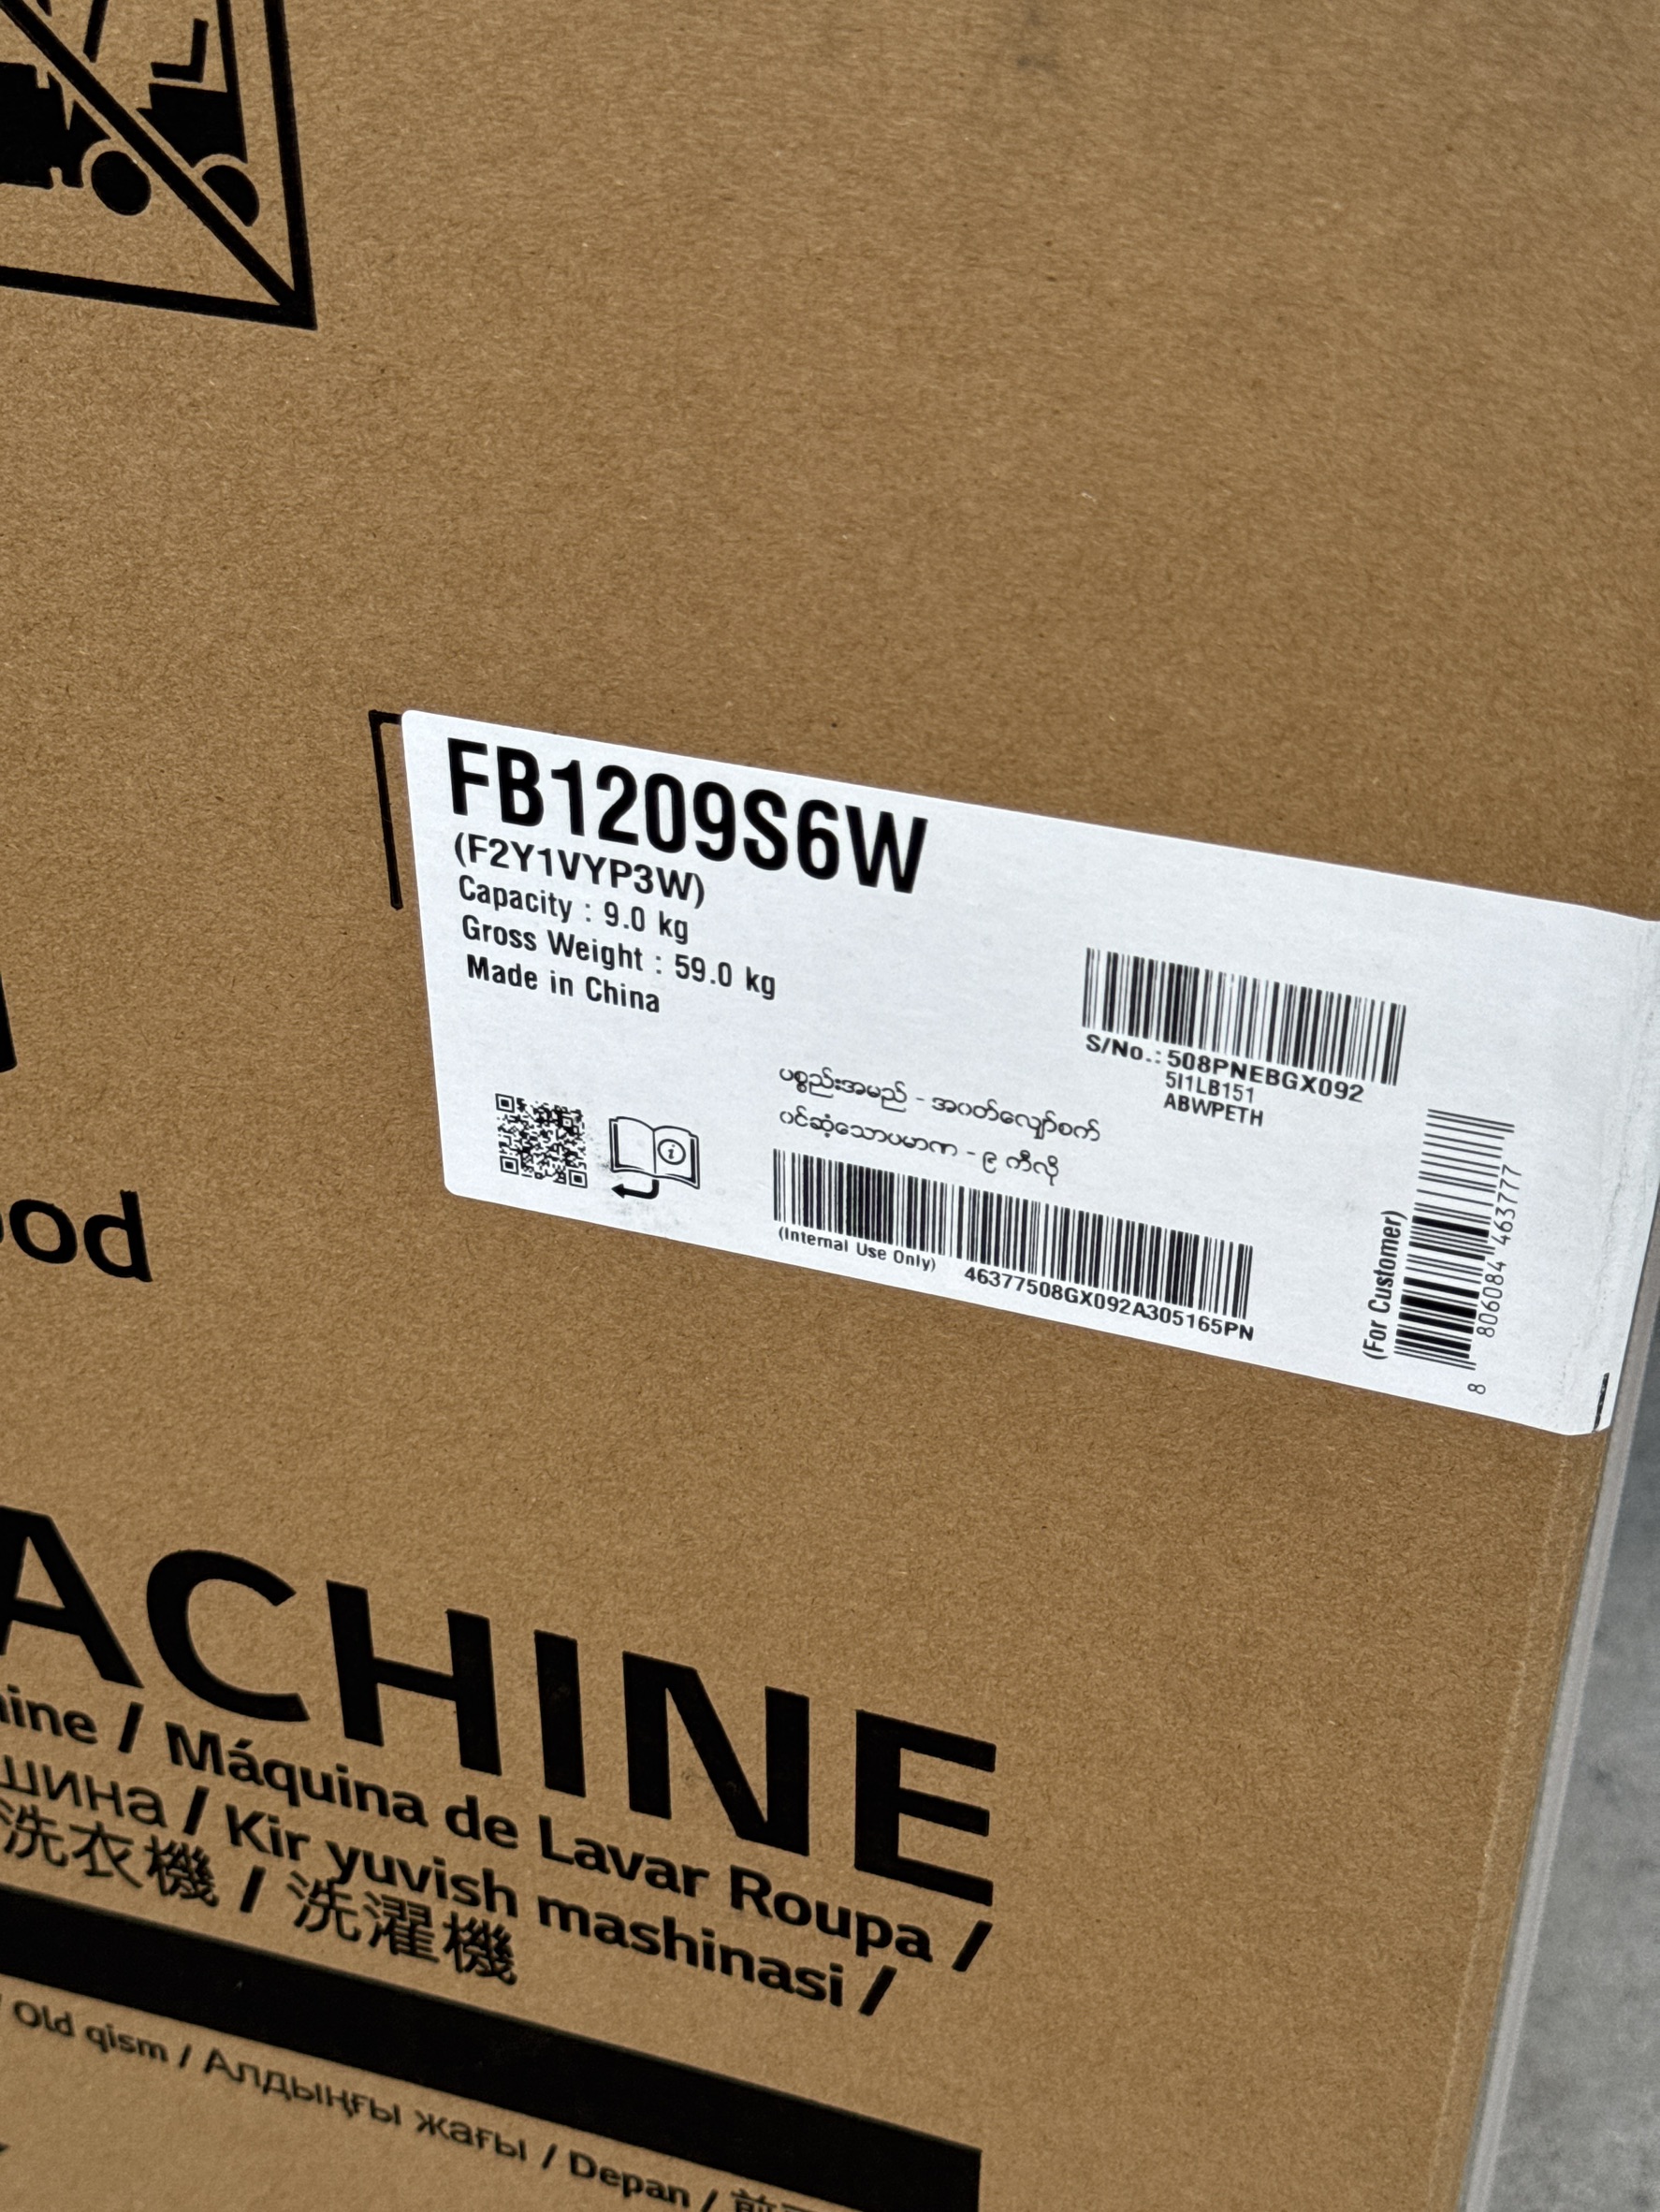 FB1209S6W
(F2Y1VYP3W)
Capacity : 9.0 kg
Gross Weight : 59.0 kg
Made in China
S/No.: 508PNEBGX092
5I1LB151
ABWPETH
ပစ္စည်းအမည် - အဝတ်လျှော်စက်
ပင်ဆံ့သောပမာဏ - ၉ ကီလို
(Internal Use Only)
46377508GX092A305165PN
(For Customer)
8 806084 463777
ood
ACHINE
hine / Máquina de Lavar Roupa /
шина / Kir yuvish mashinasi /
洗衣機 / 洗濯機
/ Old qism / Алдыңғы жағы / Depan /